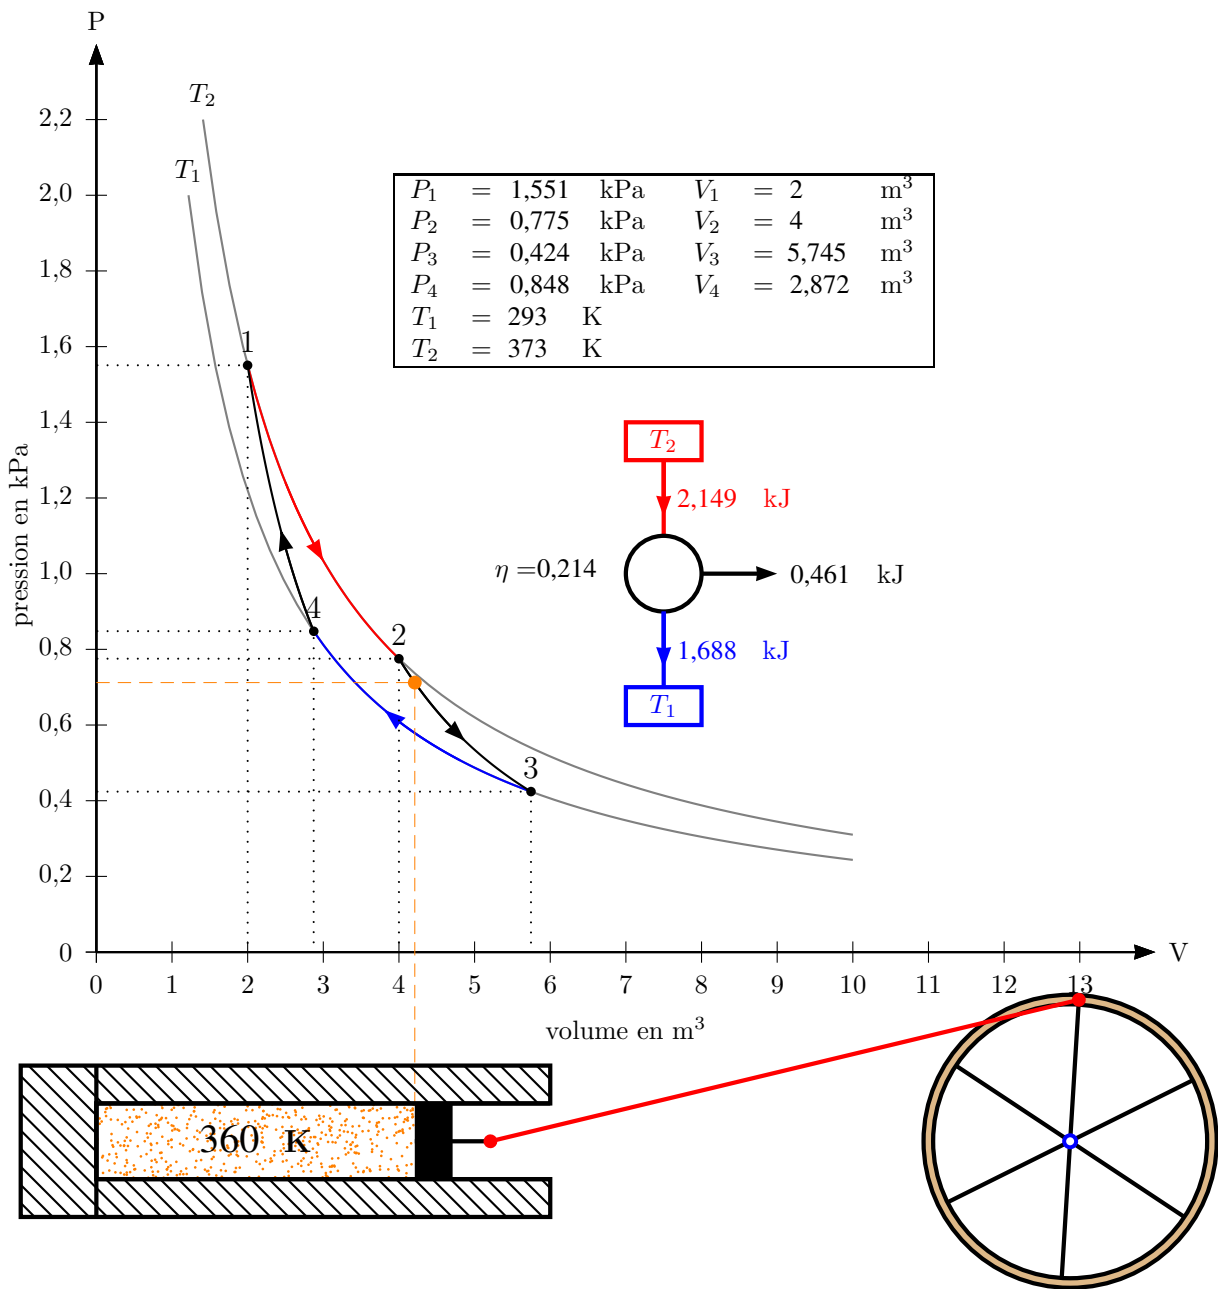 P
T₂
T₁
2,2
2,0
1,8
1,6
1,4
1,2
1,0
0,8
0,6
0,4
0,2
0
pression en kPa
P₁ = 1,551 kPa V₁ = 2 m³
P₂ = 0,775 kPa V₂ = 4 m³
P₃ = 0,424 kPa V₃ = 5,745 m³
P₄ = 0,848 kPa V₄ = 2,872 m³
T₁ = 293 K
T₂ = 373 K
1
4
2
3
T₂
2,149 kJ
η =0,214
0,461 kJ
1,688 kJ
T₁
V
0 1 2 3 4 5 6 7 8 9 10 11 12 13
volume en m³
360 K